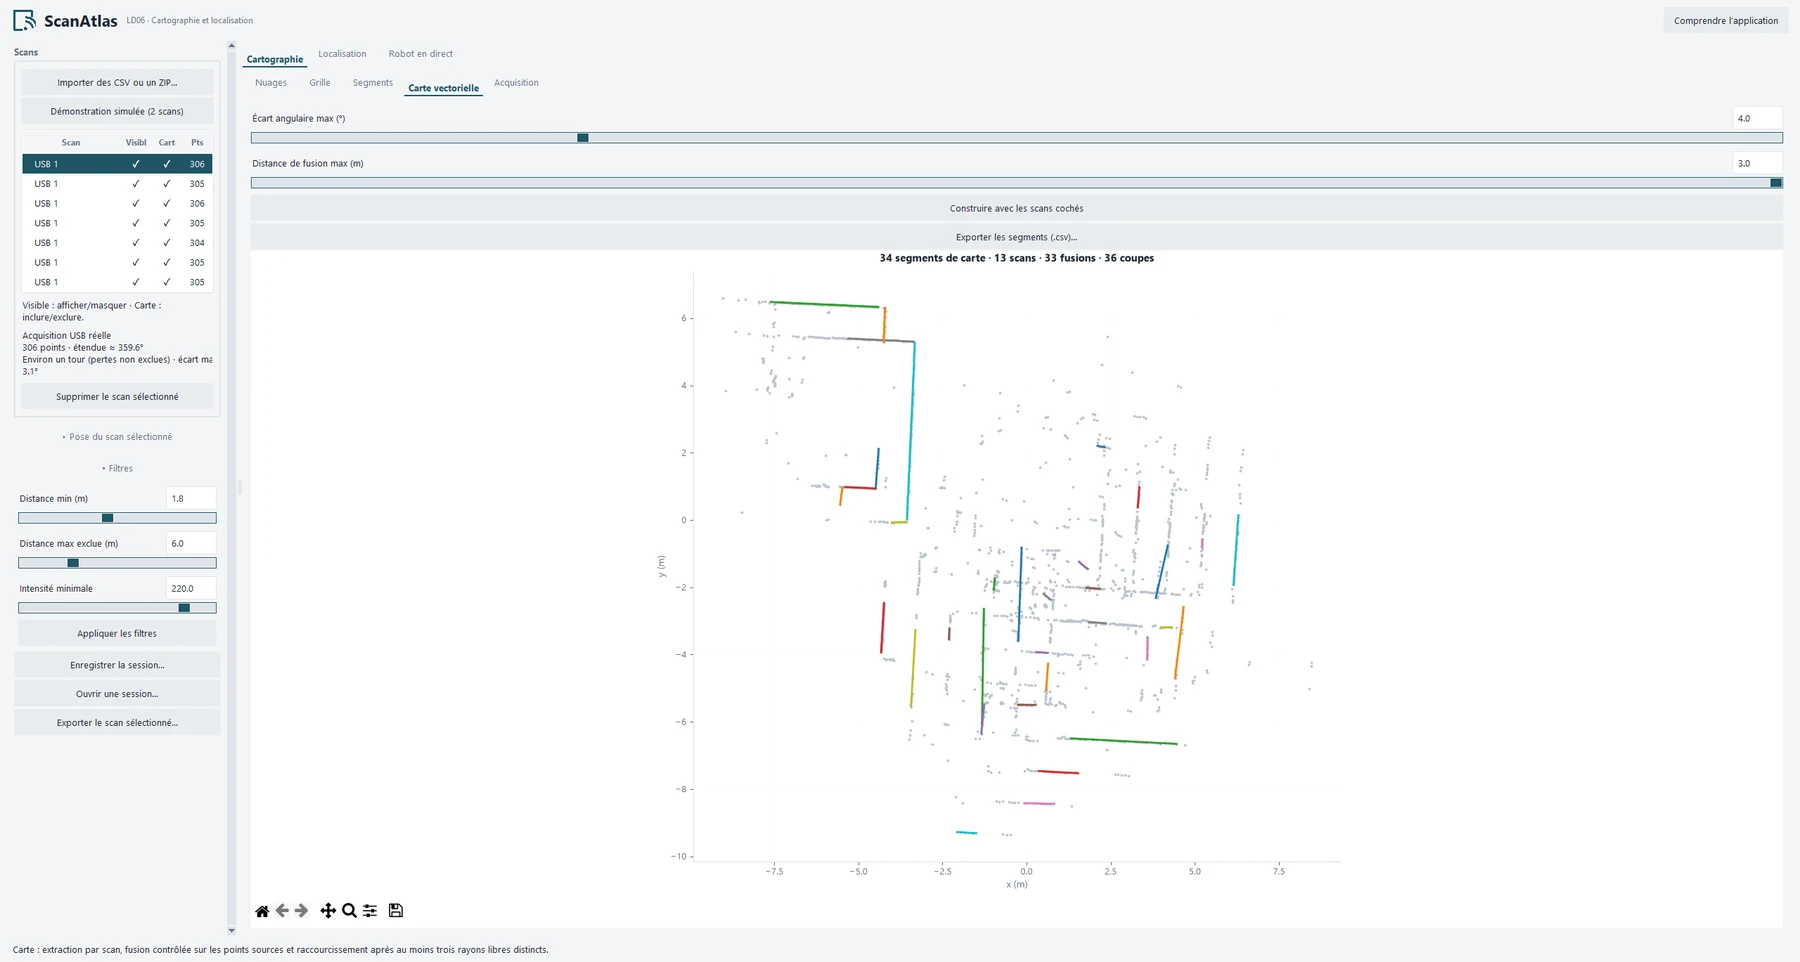 ScanAtlas LD06 · Cartographie et localisation
Comprendre l'application
Scans
Importer des CSV ou un ZIP...
Démonstration simulée (2 scans)
Scan Visibl Cart Pts
USB 1 ✓ ✓ 306
USB 1 ✓ ✓ 305
USB 1 ✓ ✓ 306
USB 1 ✓ ✓ 305
USB 1 ✓ ✓ 304
USB 1 ✓ ✓ 305
USB 1 ✓ ✓ 305
Visible : afficher/masquer · Carte :
inclure/exclure.
Acquisition USB réelle
306 points · étendue ≈ 359.6°
Environ un tour (pertes non exclues) · écart ma
3.1°
Supprimer le scan sélectionné
Pose du scan sélectionné
Filtres
Distance min (m) 1.8
Distance max exclue (m) 6.0
Intensité minimale 220.0
Appliquer les filtres
Enregistrer la session...
Ouvrir une session...
Exporter le scan sélectionné...
Cartographie Localisation Robot en direct
Nuages Grille Segments Carte vectorielle Acquisition
Écart angulaire max (°) 4.0
Distance de fusion max (m) 3.0
Construire avec les scans cochés
Exporter les segments (.csv)...
34 segments de carte · 13 scans · 33 fusions · 36 coupes
6
4
2
0
−2
−4
−6
−8
−10
y (m)
−7.5 −5.0 −2.5 0.0 2.5 5.0 7.5
x (m)
Carte : extraction par scan, fusion contrôlée sur les points sources et raccourcissement après au moins trois rayons libres distincts.